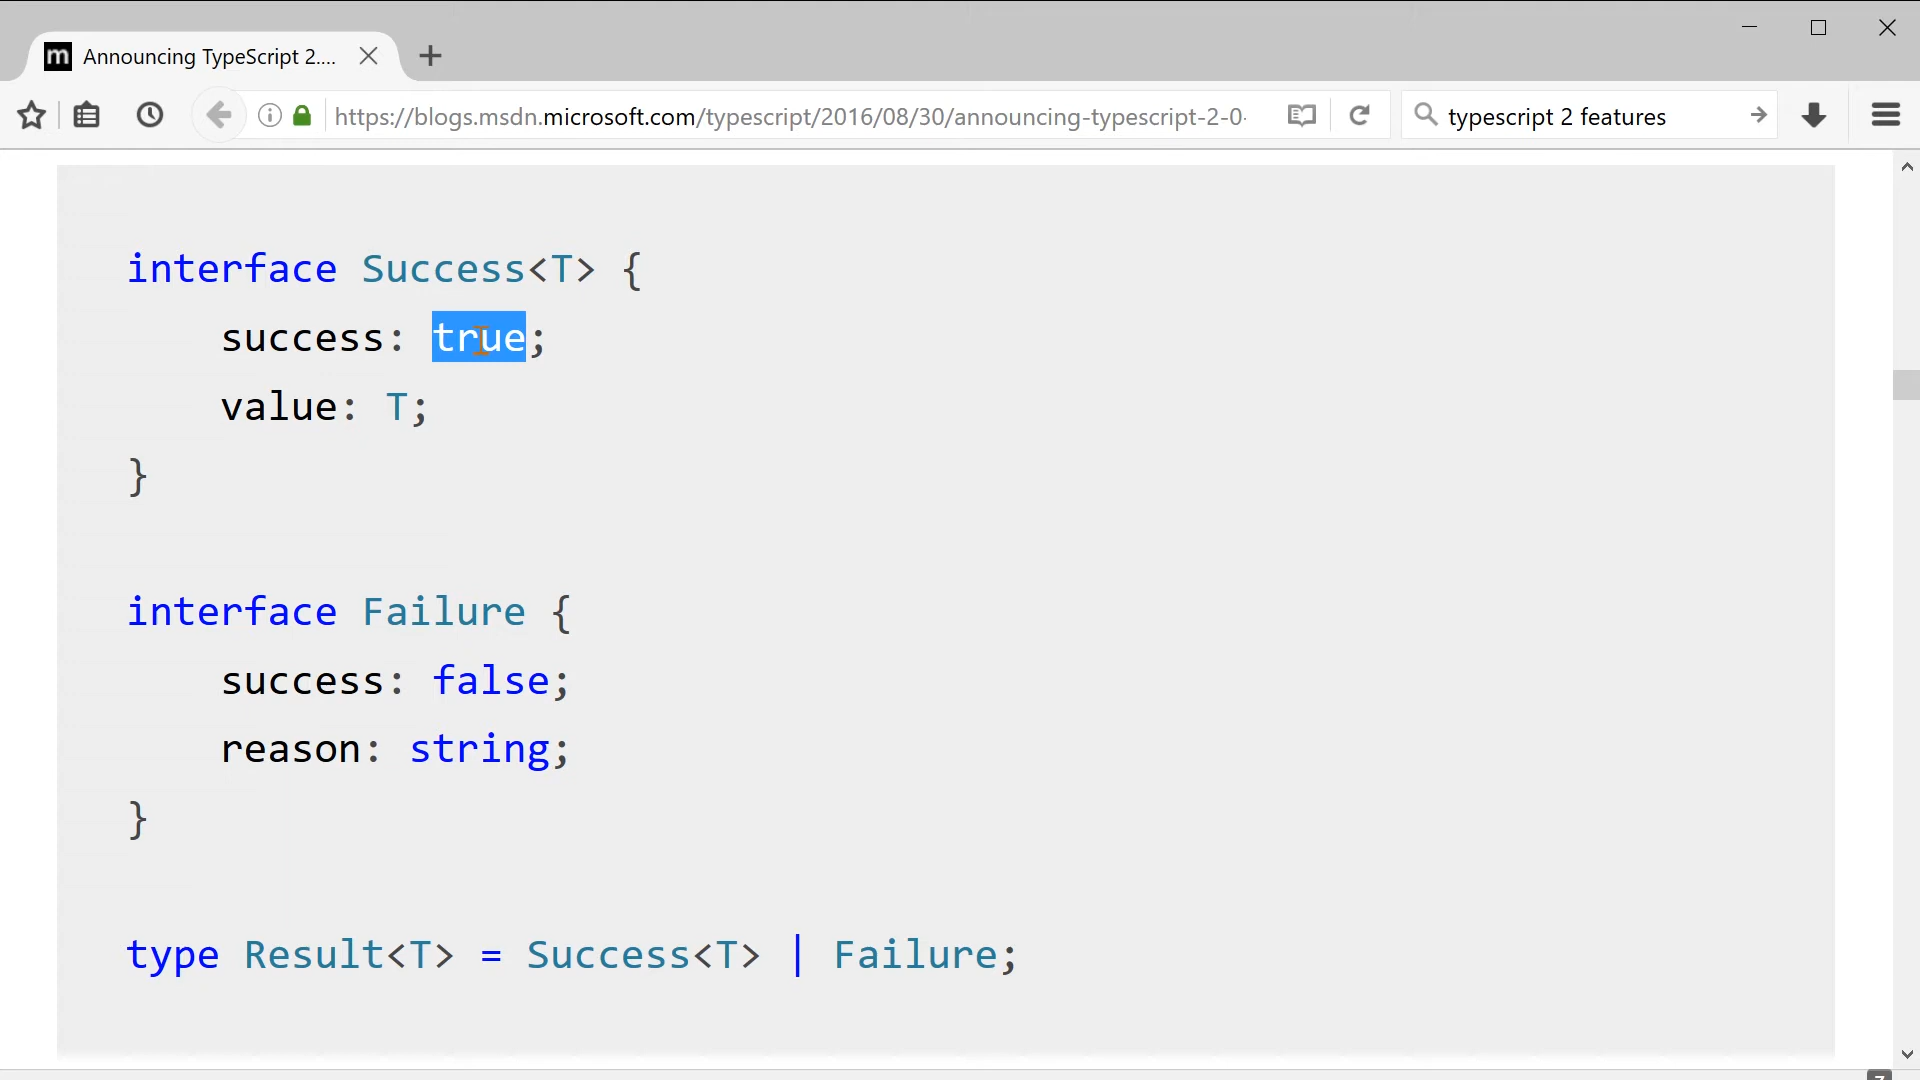 Announcing TypeScript 2....
https://blogs.msdn.microsoft.com/typescript/2016/08/30/announcing-typescript-2-0-
typescript 2 features
interface Success<T> {
success: true;
value: T;
}
interface Failure {
success: false;
reason: string;
}
type Result<T> = Success<T> | Failure;